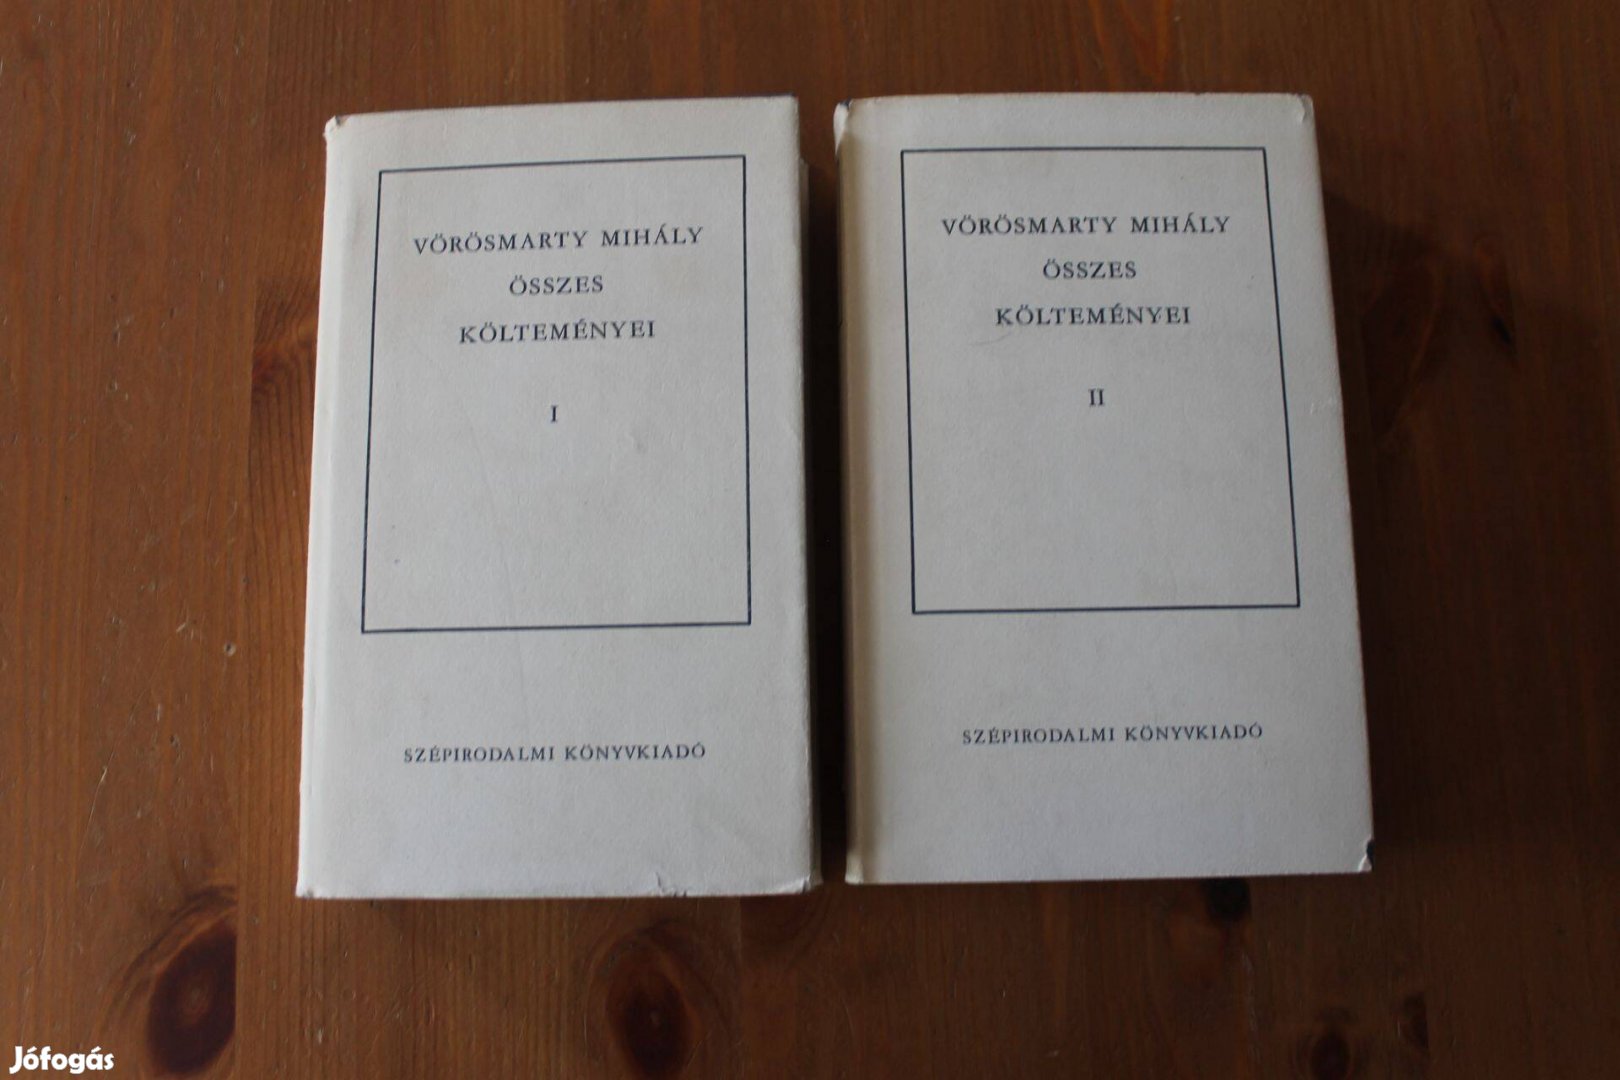 VÖRÖSMARTY MIHÁLY
ÖSSZES
KÖLTEMÉNYEI
I
SZÉPIRODALMI KÖNYVKIADÓ
VÖRÖSMARTY MIHÁLY
ÖSSZES
KÖLTEMÉNYEI
II
SZÉPIRODALMI KÖNYVKIADÓ
Jófogás